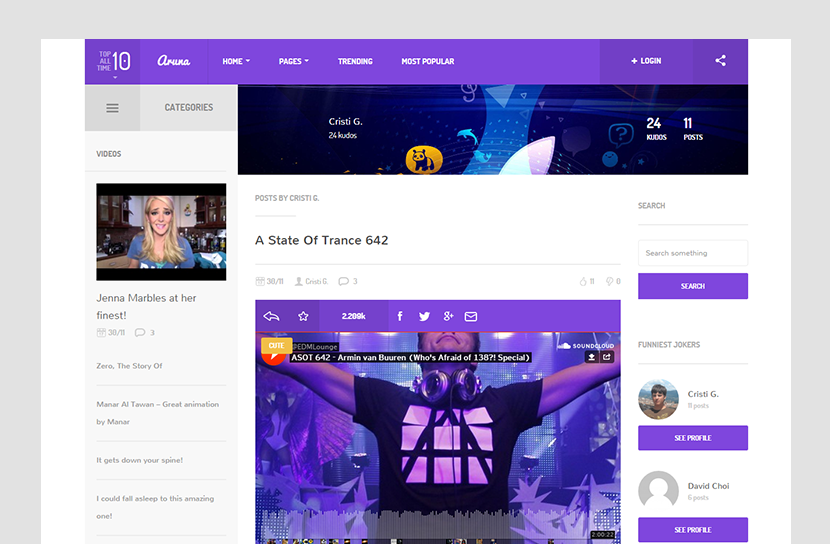 TOP
ALL
TIME
10
Aruna
HOME
PAGES
TRENDING
MOST POPULAR
+ LOGIN
CATEGORIES
Cristi G.
24 kudos
24
KUDOS
11
POSTS
VIDEOS
Jenna Marbles at her
finest!
30/11
3
Zero, The Story Of
Manar Al Tawan – Great animation
by Manar
It gets down your spine!
I could fall asleep to this amazing
one!
POSTS BY CRISTI G.
A State Of Trance 642
30/11
Cristi G.
3
11
0
2.209k
CUTE
@EDMLounge
ASOT 642 - Armin van Buuren (Who's Afraid of 138?! Special)
SOUNDCLOUD
2:00:22
SEARCH
Search something
SEARCH
FUNNIEST JOKERS
Cristi G.
11 posts
SEE PROFILE
David Choi
6 posts
SEE PROFILE